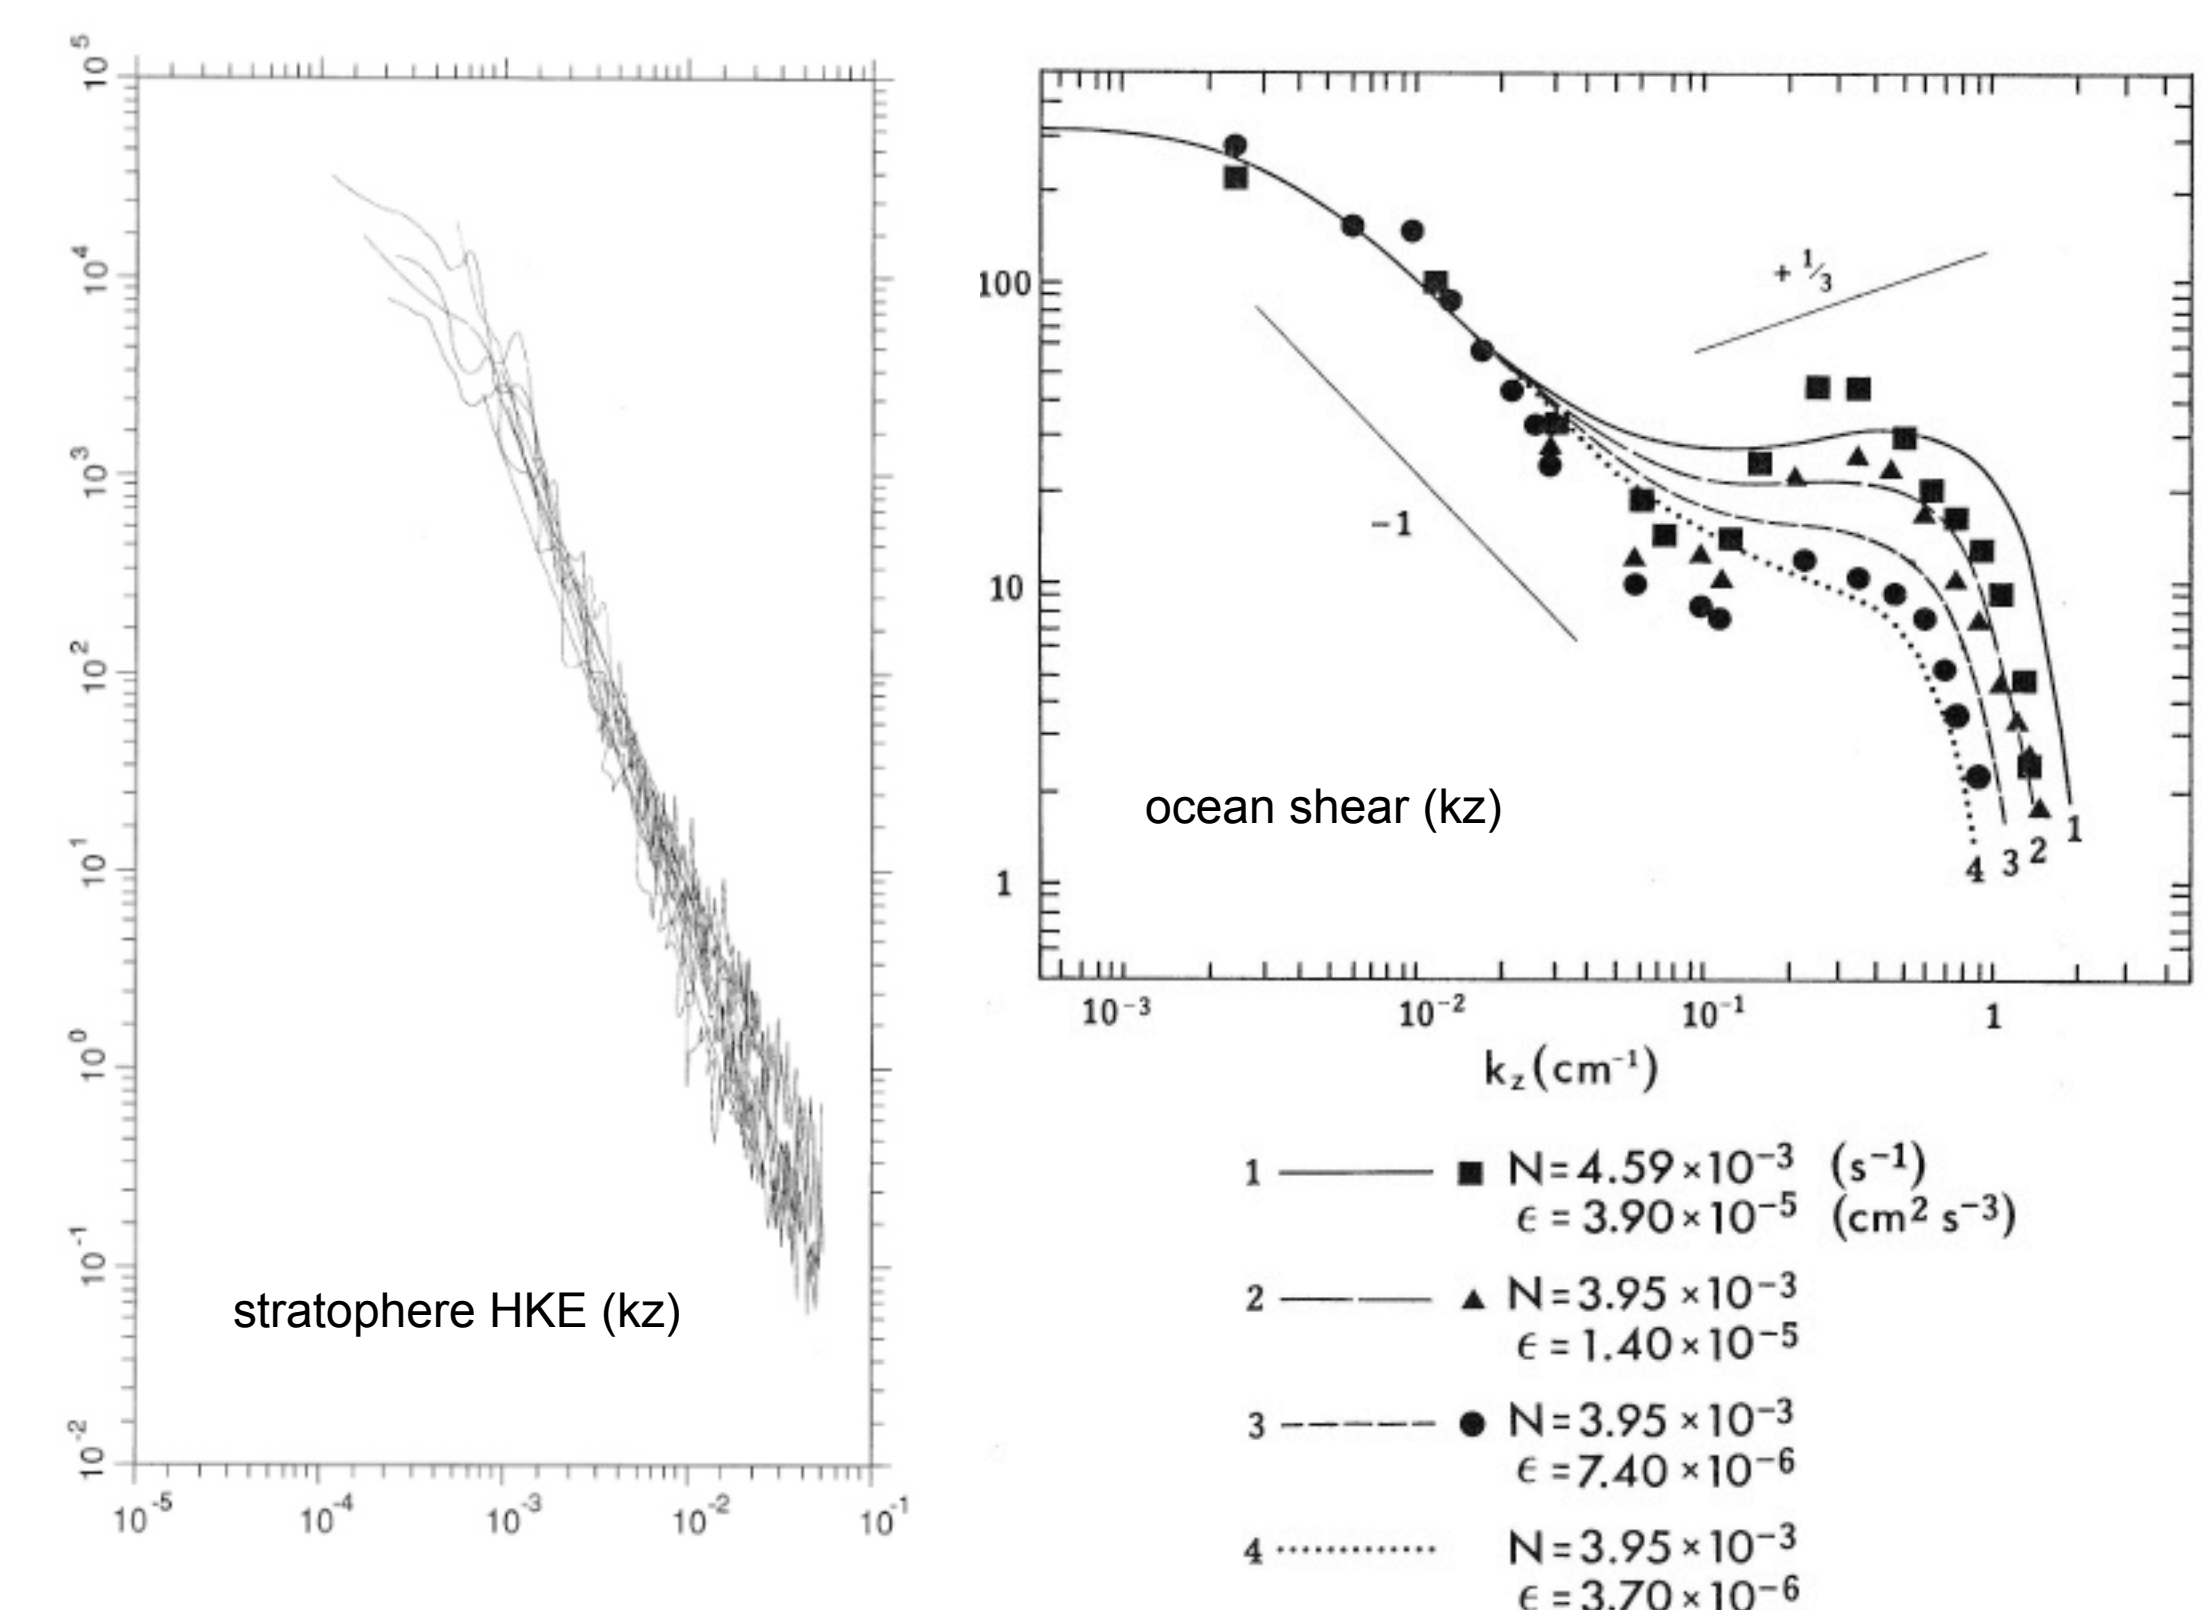 10^5
10^4
10^3
10^2
10^1
10^0
10^-1
10^-2
10^-5 10^-4 10^-3 10^-2 10^-1
stratophere HKE (kz)
100
10
1
+ 1/3
-1
ocean shear (kz)
1
2
3
4
10^-3 10^-2 10^-1 1
k_z (cm^-1)
1 N = 4.59 × 10^-3 (s^-1)
ϵ = 3.90 × 10^-5 (cm^2 s^-3)
2 N = 3.95 × 10^-3
ϵ = 1.40 × 10^-5
3 N = 3.95 × 10^-3
ϵ = 7.40 × 10^-6
4 N = 3.95 × 10^-3
ϵ = 3.70 × 10^-6